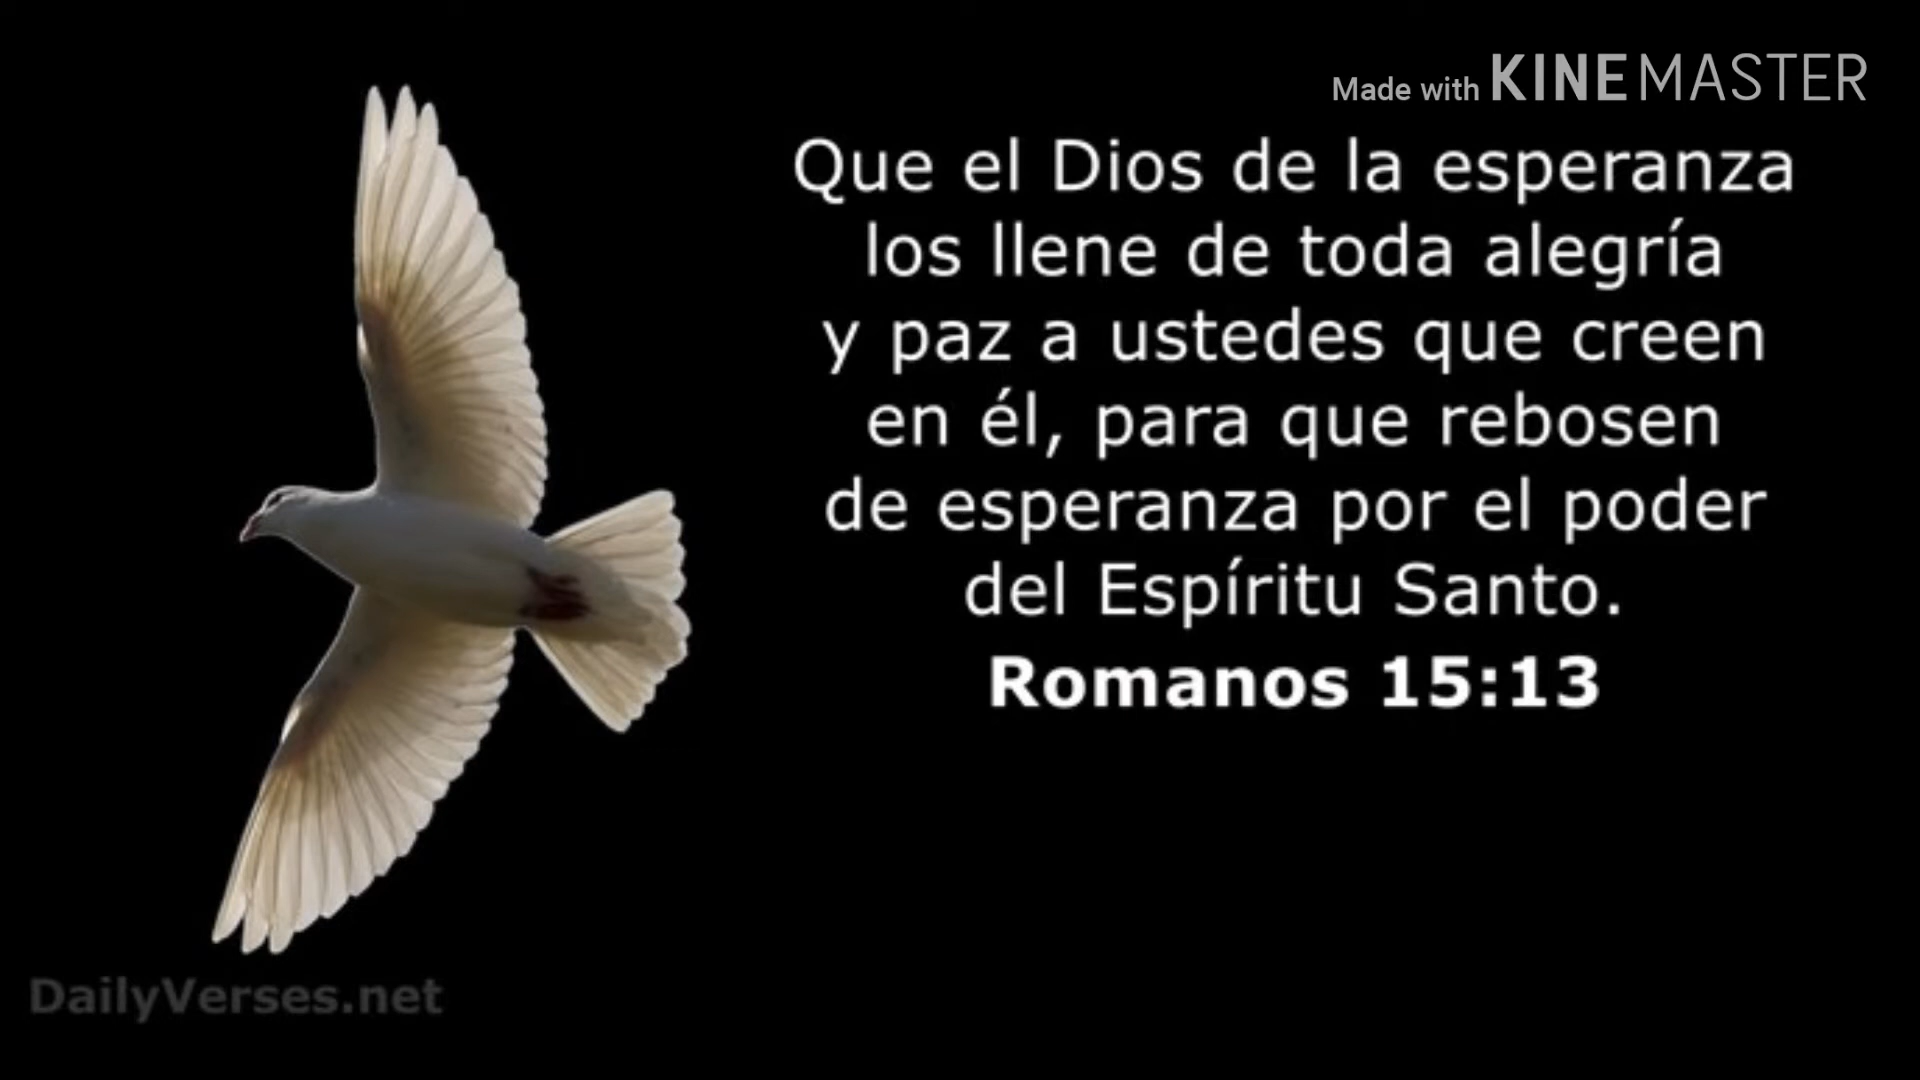 Made with KINEMASTER
Que el Dios de la esperanza
los llene de toda alegría
y paz a ustedes que creen
en él, para que rebosen
de esperanza por el poder
del Espíritu Santo.
Romanos 15:13
DailyVerses.net